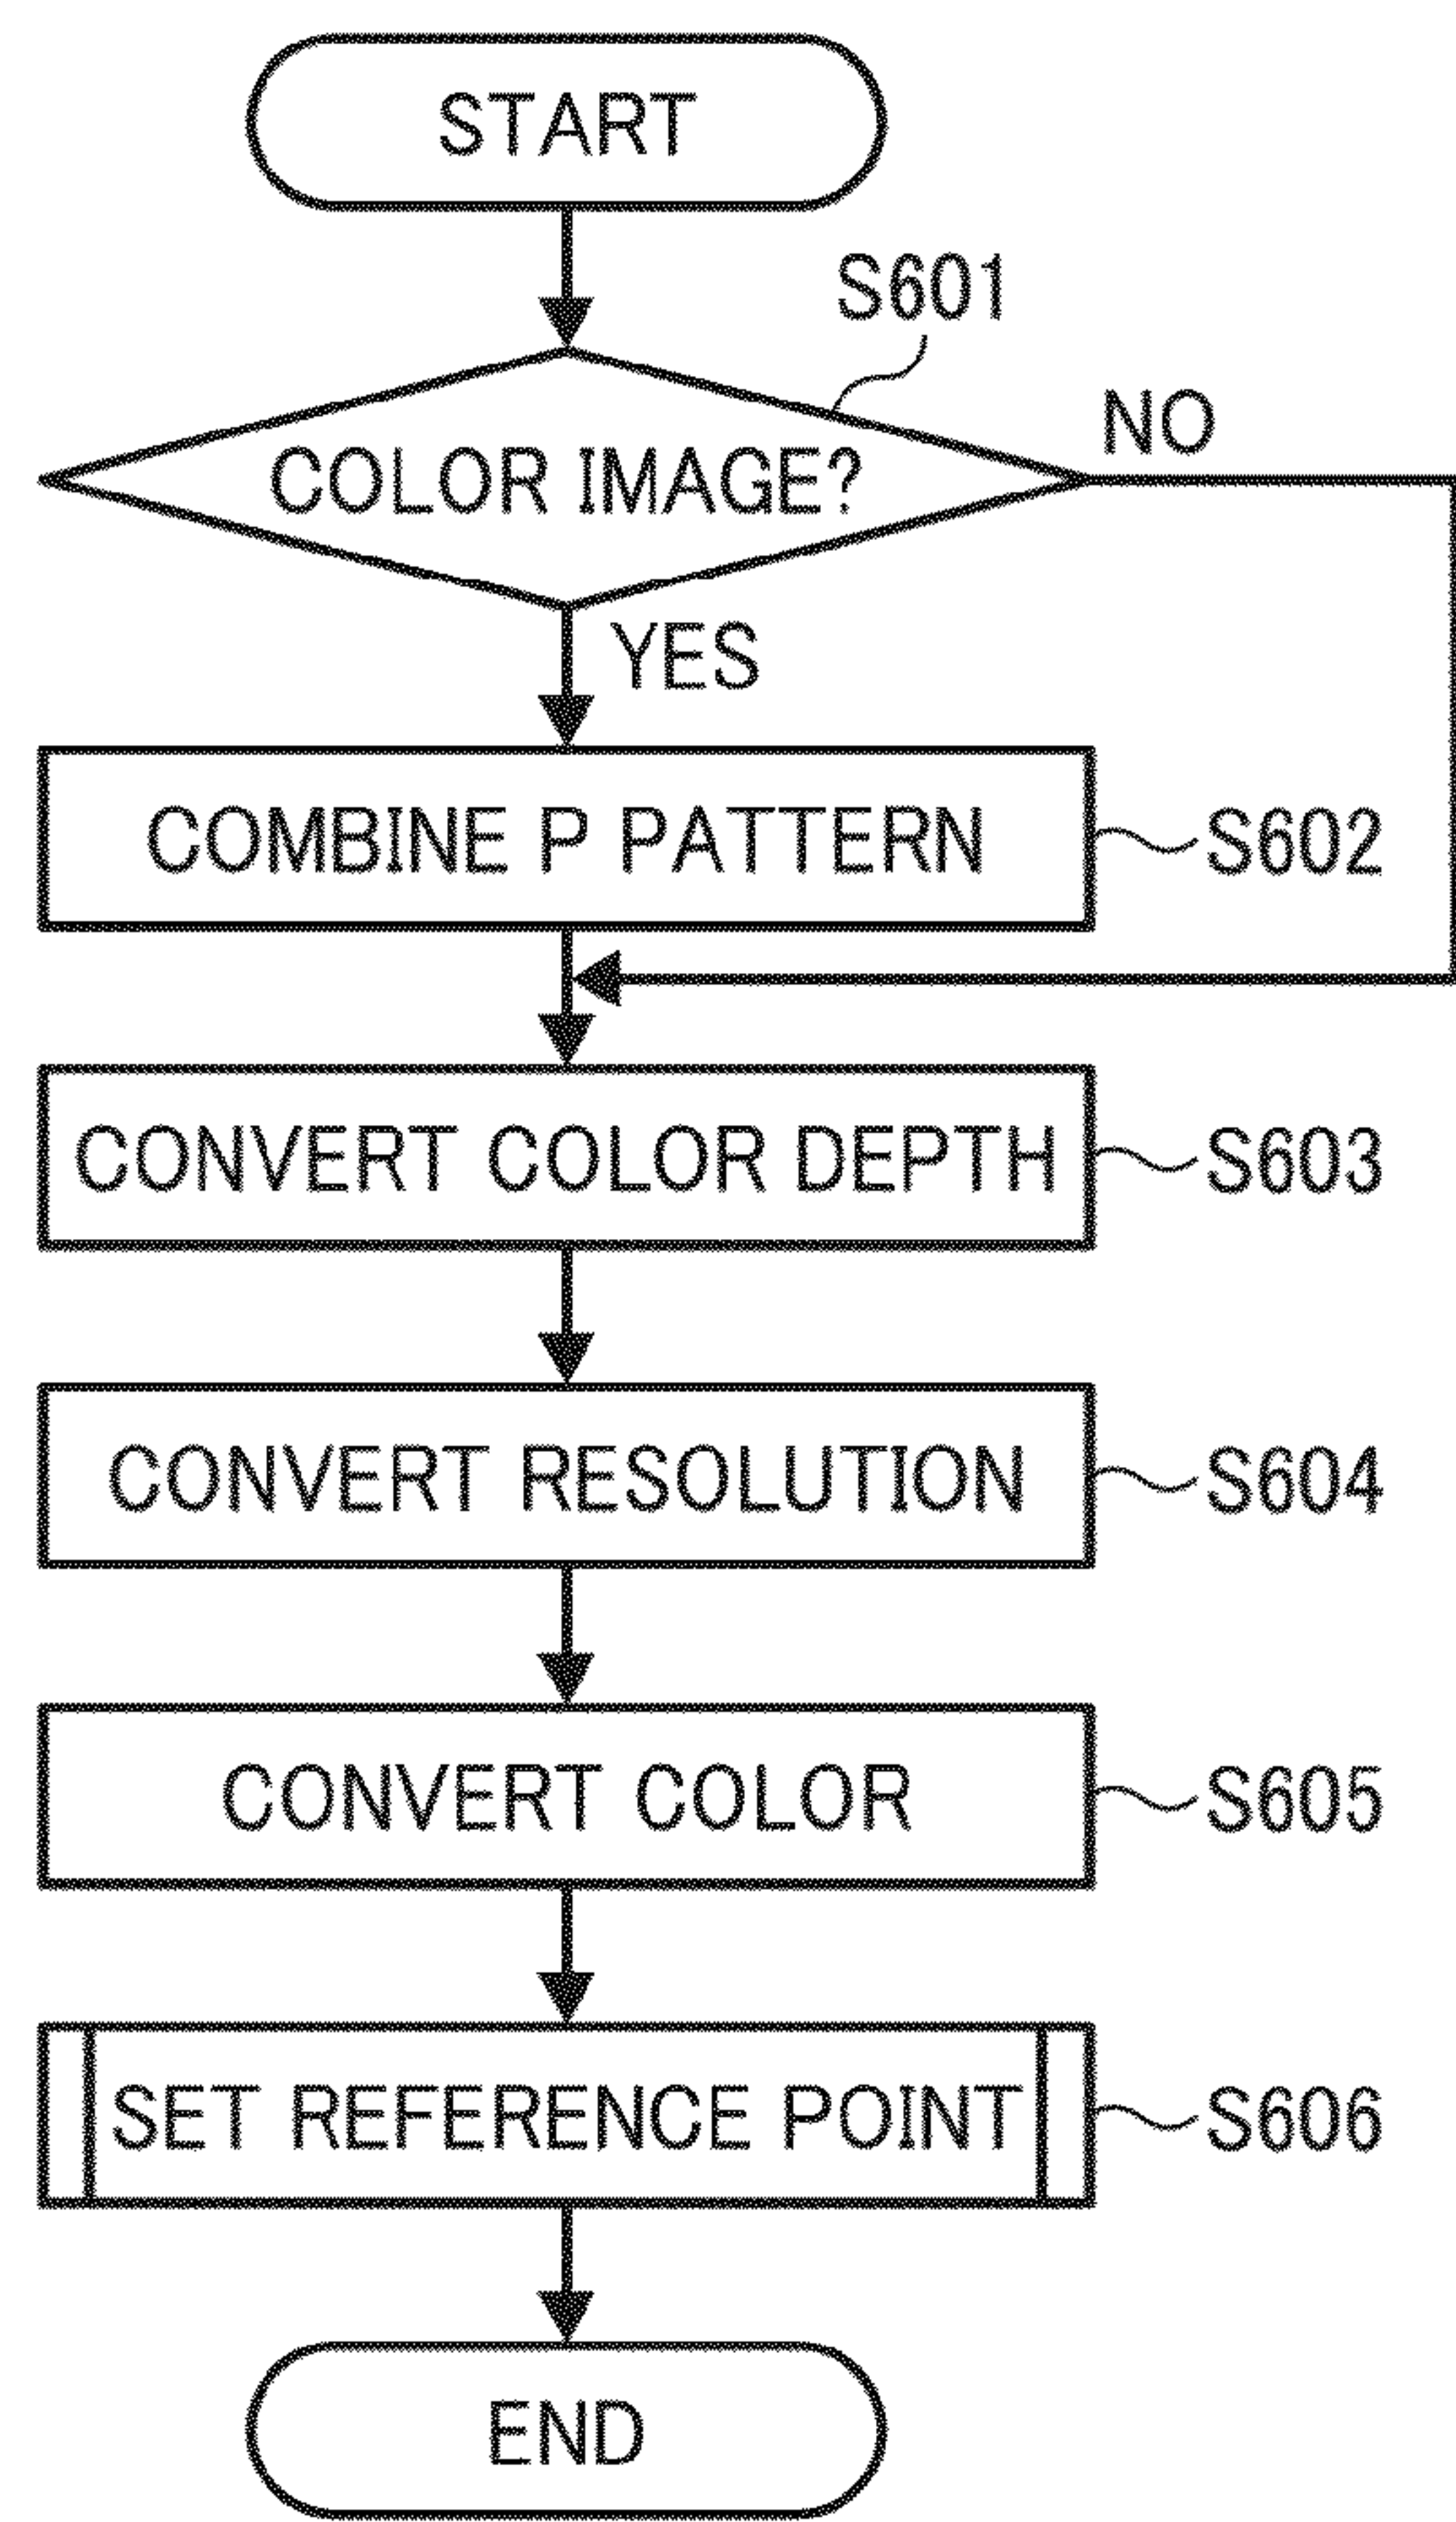 START
S601
COLOR IMAGE?
NO
YES
COMBINE P PATTERN
S602
CONVERT COLOR DEPTH
S603
CONVERT RESOLUTION
S604
CONVERT COLOR
S605
SET REFERENCE POINT
S606
END